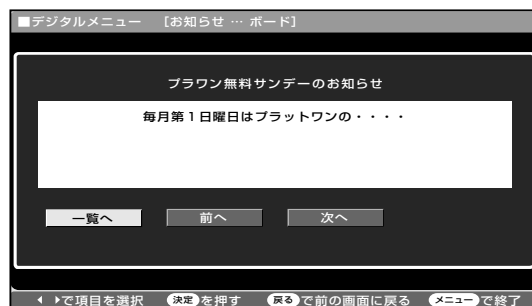 ■デジタルメニュー　［お知らせ … ボード］
プラワン無料サンデーのお知らせ
毎月第１日曜日はプラットワンの・・・・
一覧へ　前へ　次へ
で項目を選択　決定を押す　戻るで前の画面に戻る　メニューで終了